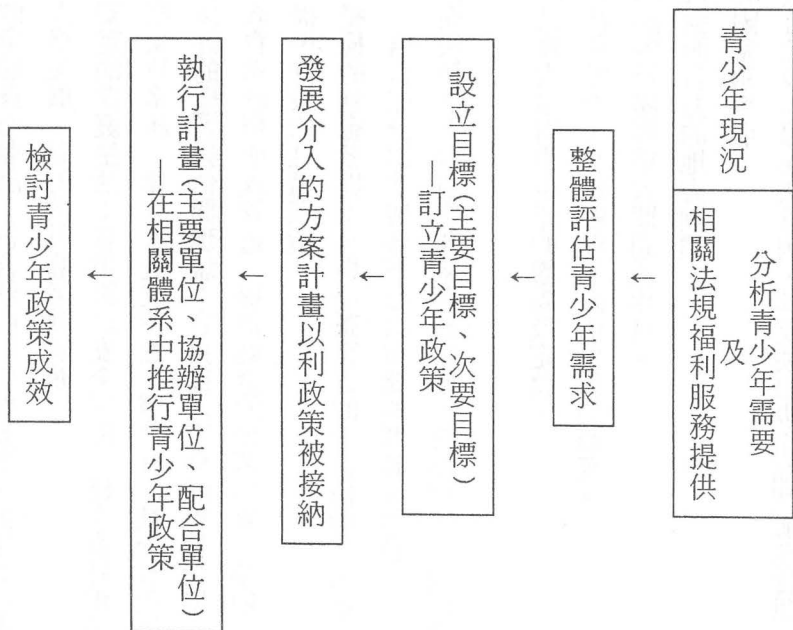 青少年現況
分析青少年需要
及
相關法規福利服務提供
↓
整體評估青少年需求
↓
設立目標（主要目標、次要目標）
—訂立青少年政策
↓
發展介入的方案計畫以利政策被接納
↓
執行計畫（主要單位、協辦單位、配合單位）
—在相關體系中推行青少年政策
↓
檢討青少年政策成效